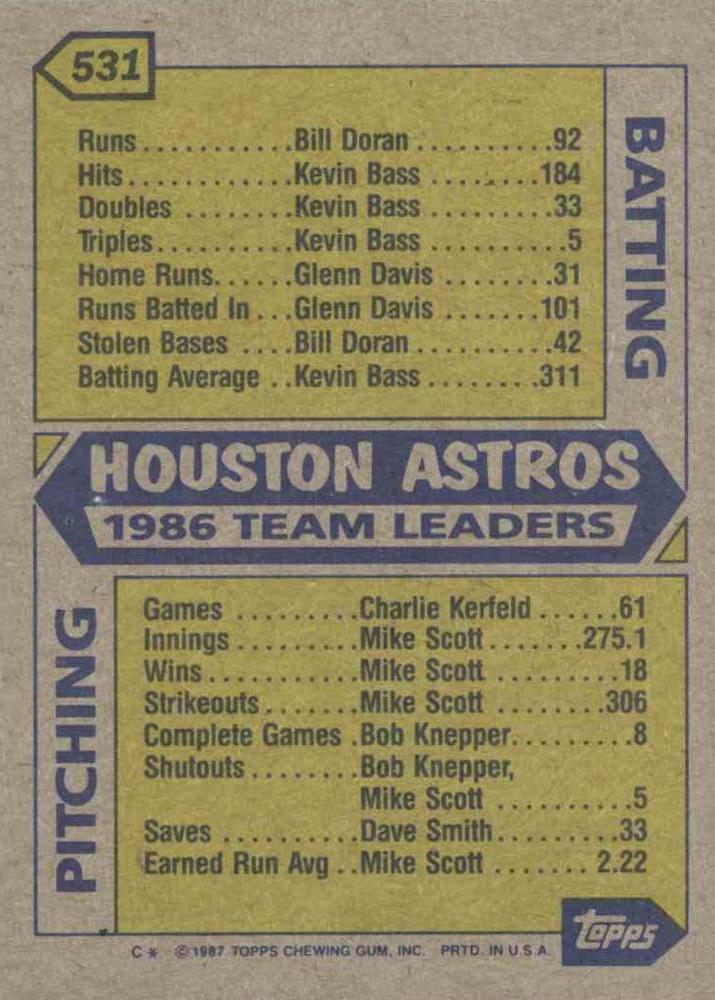 531
BATTING
Runs...........Bill Doran..........92
Hits............Kevin Bass ........184
Doubles ........Kevin Bass .........33
Triples..........Kevin Bass ..........5
Home Runs......Glenn Davis ........31
Runs Batted In ...Glenn Davis .......101
Stolen Bases ....Bill Doran..........42
Batting Average ..Kevin Bass........311
HOUSTON ASTROS
1986 TEAM LEADERS
PITCHING
Games .........Charlie Kerfeld......61
Innings.........Mike Scott.......275.1
Wins...........Mike Scott .........18
Strikeouts.......Mike Scott ........306
Complete Games .Bob Knepper.........8
Shutouts........Bob Knepper,
Mike Scott ..........5
Saves ..........Dave Smith.........33
Earned Run Avg ..Mike Scott ....... 2.22
topps
C* ©1987 TOPPS CHEWING GUM, INC. PRTD. IN U.S.A.